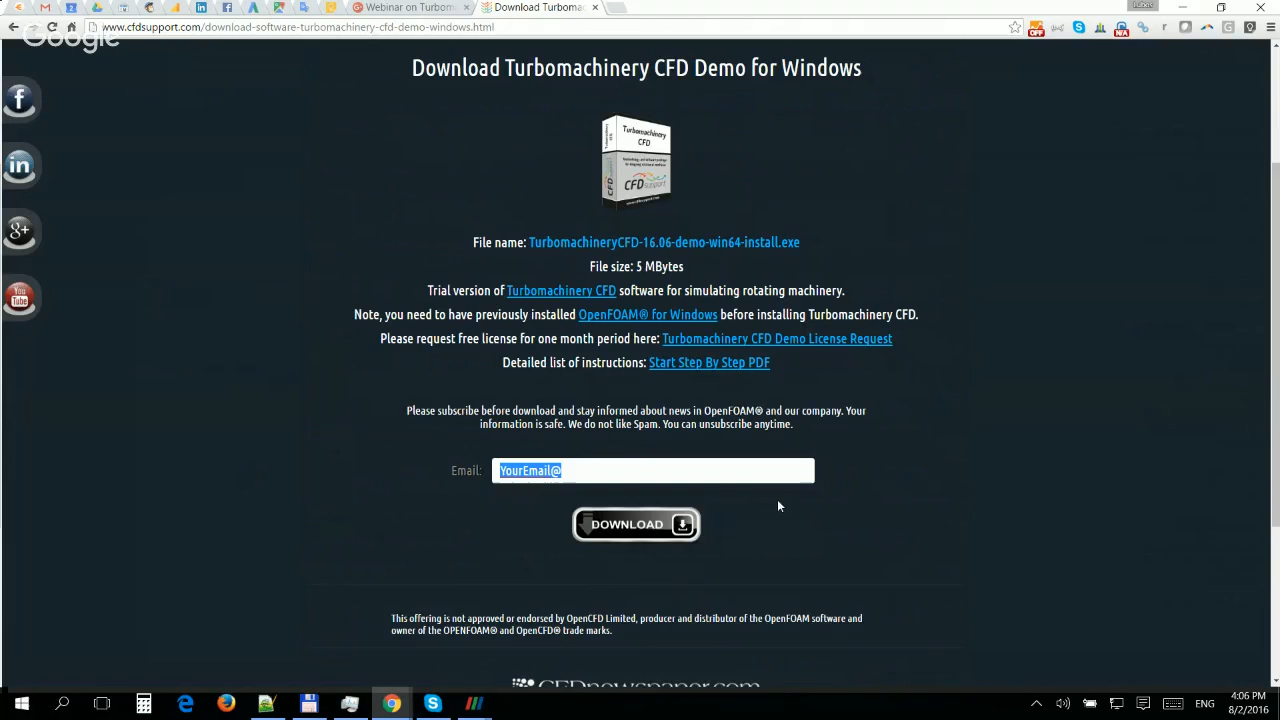 Webinar on Turbom
Download Turbomac
Lubos
www.cfdsupport.com/download-software-turbomachinery-cfd-demo-windows.html
Google
Download Turbomachinery CFD Demo for Windows
Turbomachinery
CFD
CFDsupport
File name: TurbomachineryCFD-16.06-demo-win64-install.exe
File size: 5 MBytes
Trial version of Turbomachinery CFD software for simulating rotating machinery.
Note, you need to have previously installed OpenFOAM® for Windows before installing Turbomachinery CFD.
Please request free license for one month period here: Turbomachinery CFD Demo License Request
Detailed list of instructions: Start Step By Step PDF
Please subscribe before download and stay informed about news in OpenFOAM® and our company. Your
information is safe. We do not like Spam. You can unsubscribe anytime.
Email: YourEmail@
DOWNLOAD
This offering is not approved or endorsed by OpenCFD Limited, producer and distributor of the OpenFOAM software and
owner of the OPENFOAM® and OpenCFD® trade marks.
CFDnewspaper.com
ENG
4:06 PM
8/2/2016